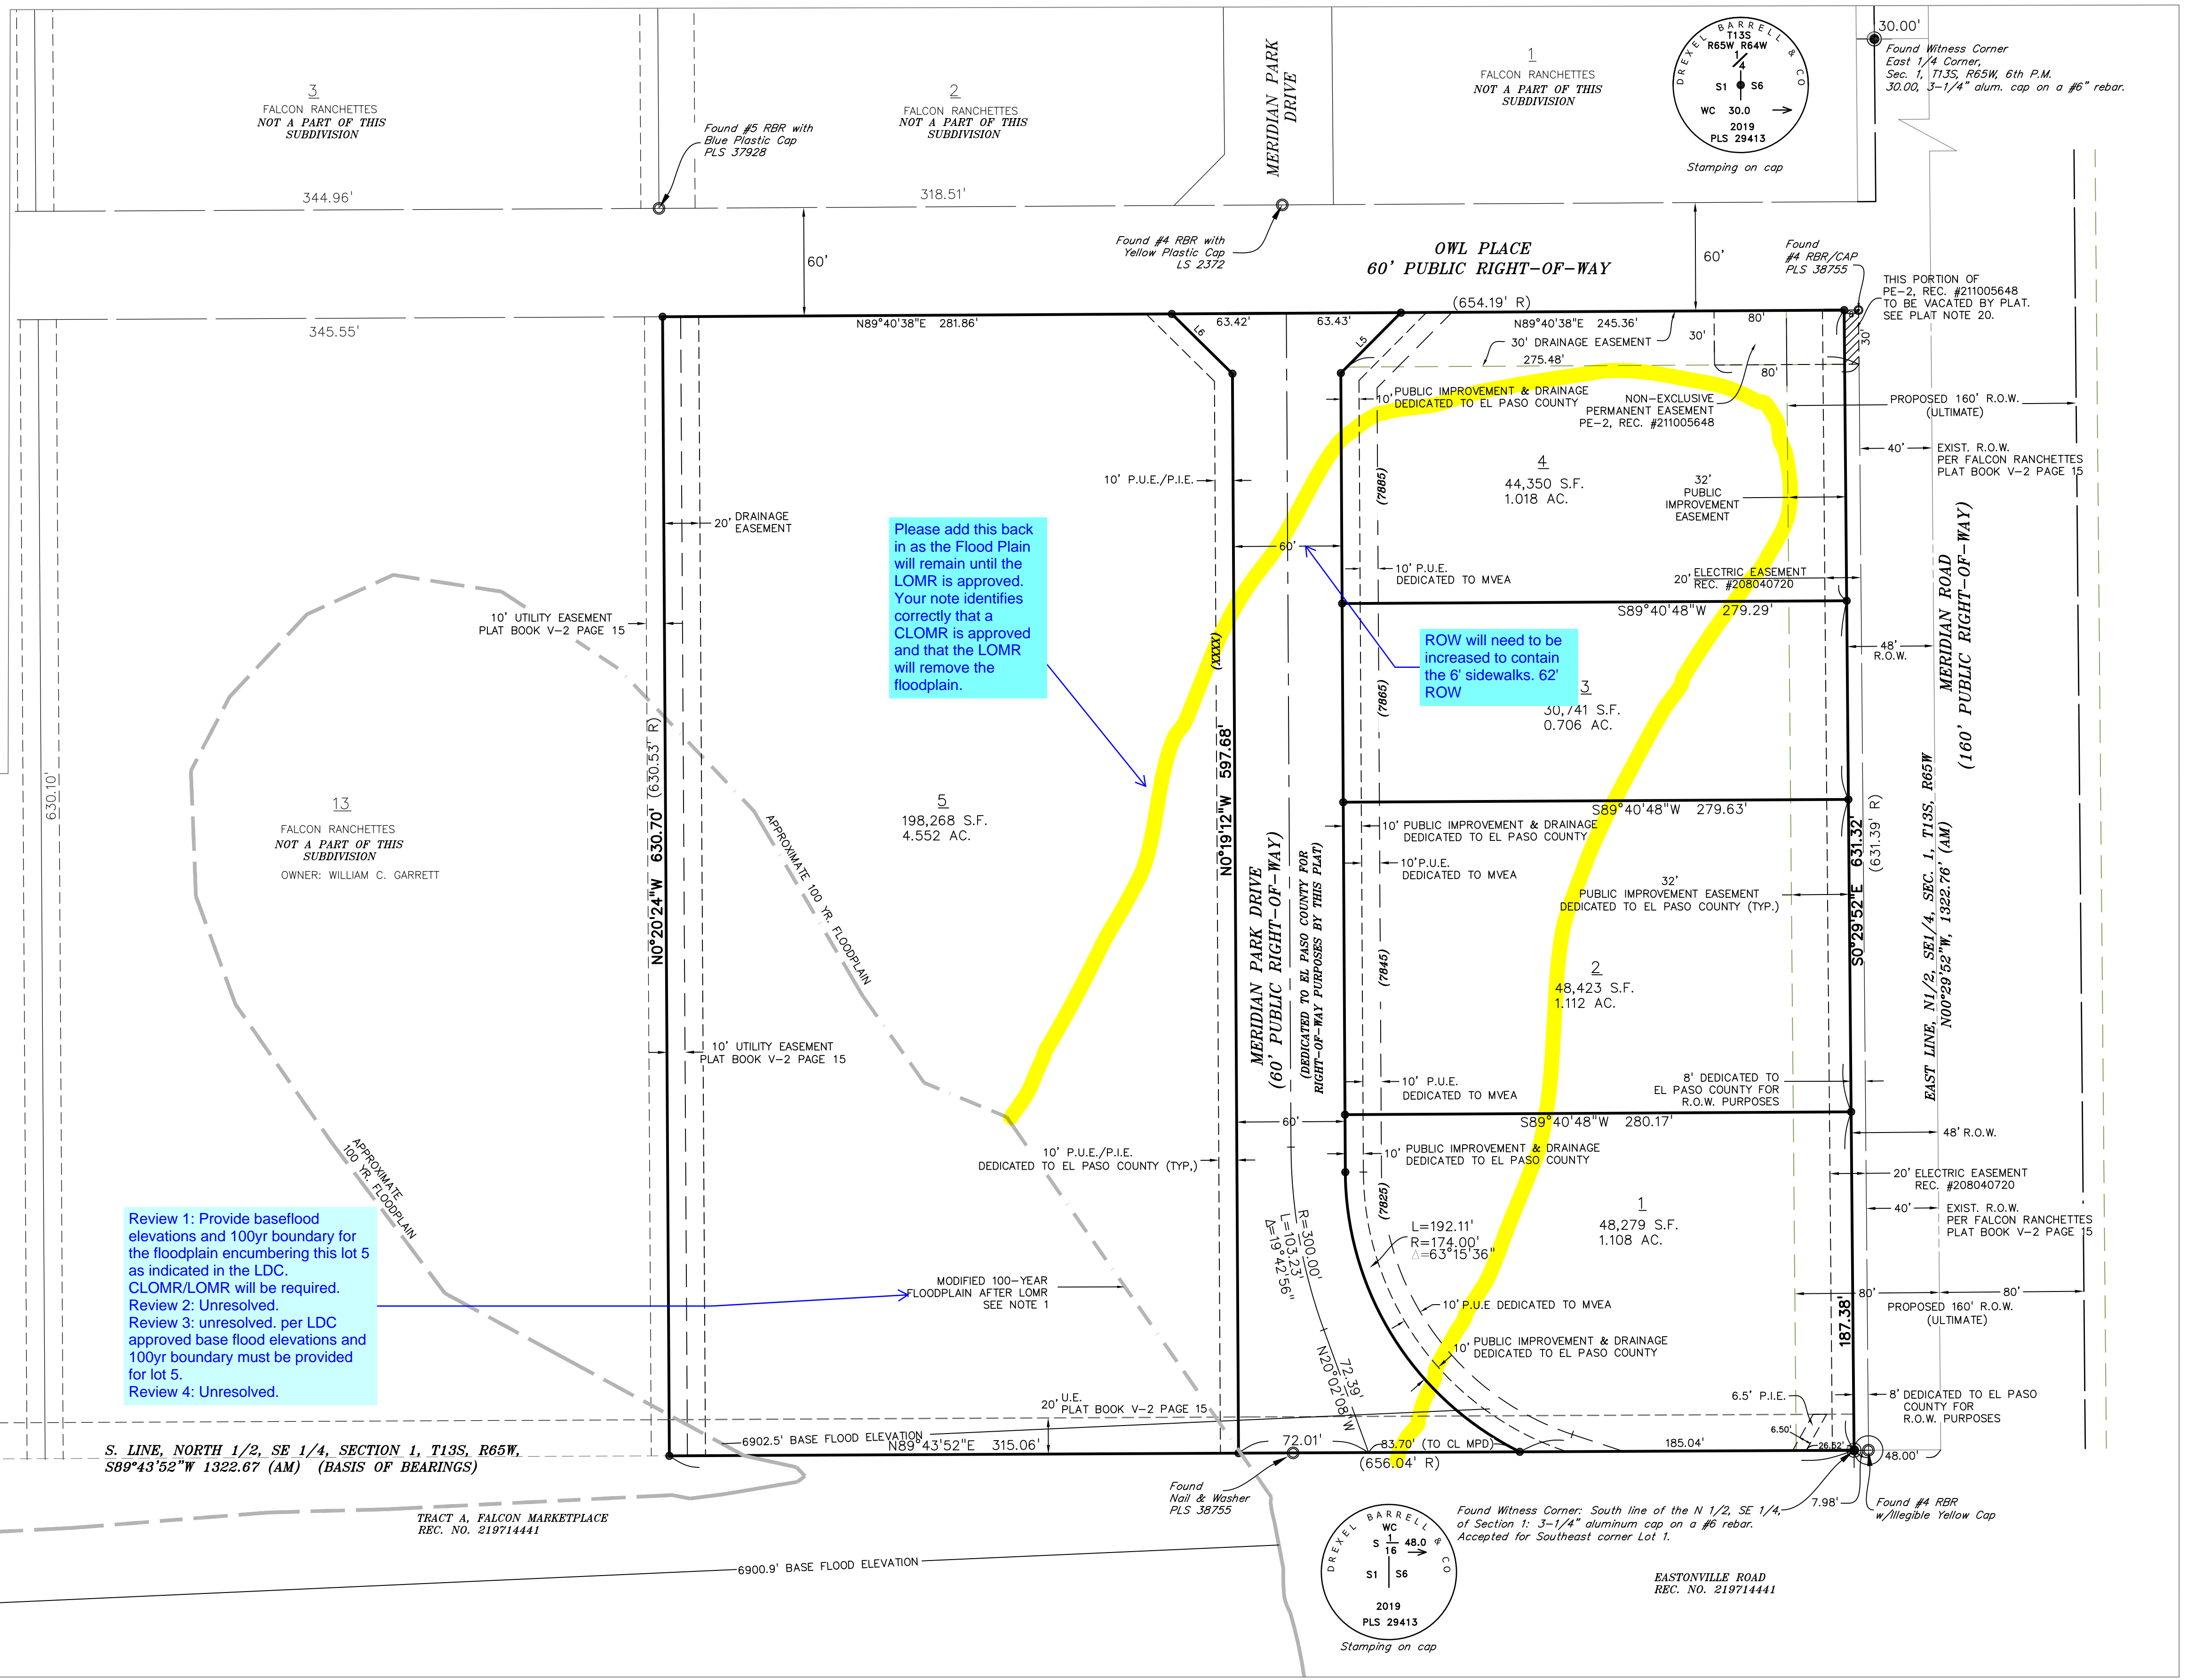 3
FALCON RANCHETTES
NOT A PART OF THIS
SUBDIVISION
344.96'
Found #5 RBR with
Blue Plastic Cap
PLS 37928
2
FALCON RANCHETTES
NOT A PART OF THIS
SUBDIVISION
318.51'
MERIDIAN PARK
DRIVE
1
FALCON RANCHETTES
NOT A PART OF THIS
SUBDIVISION
DREXEL BARRELL & CO
T13S
R65W R64W
1/4
S1 S6
WC 30.0
2019
PLS 29413
Stamping on cap
30.00'
Found Witness Corner
East 1/4 Corner,
Sec. 1, T13S, R65W, 6th P.M.
30.00, 3-1/4" alum. cap on a #6" rebar.
Found #4 RBR with
Yellow Plastic Cap
LS 2372
60'
OWL PLACE
60' PUBLIC RIGHT-OF-WAY
60'
Found
#4 RBR/CAP
PLS 38755
THIS PORTION OF
PE-2, REC. #211005648
TO BE VACATED BY PLAT.
SEE PLAT NOTE 20.
345.55'
N89°40'38"E 281.86'
63.42'
63.43'
(654.19' R)
N89°40'38"E 245.36'
80'
30'
30'
L6
L5
30' DRAINAGE EASEMENT
275.48'
80'
10' PUBLIC IMPROVEMENT & DRAINAGE
DEDICATED TO EL PASO COUNTY
NON-EXCLUSIVE
PERMANENT EASEMENT
PE-2, REC. #211005648
PROPOSED 160' R.O.W.
(ULTIMATE)
40'
EXIST. R.O.W.
PER FALCON RANCHETTES
PLAT BOOK V-2 PAGE 15
4
44,350 S.F.
1.018 AC.
32'
PUBLIC
IMPROVEMENT
EASEMENT
10' P.U.E./P.I.E.
(7885)
20' DRAINAGE
EASEMENT
Please add this back
in as the Flood Plain
will remain until the
LOMR is approved.
Your note identifies
correctly that a
CLOMR is approved
and that the LOMR
will remove the
floodplain.
60'
10' P.U.E.
DEDICATED TO MVEA
20' ELECTRIC EASEMENT
REC. #208040720
S89°40'48"W 279.29'
MERIDIAN ROAD
(160' PUBLIC RIGHT-OF-WAY)
10' UTILITY EASEMENT
PLAT BOOK V-2 PAGE 15
(XXXX)
ROW will need to be
increased to contain
the 6' sidewalks. 62'
ROW
48'
R.O.W.
3
30,741 S.F.
0.706 AC.
(7865)
630.10'
N0°20'24"W 630.70' (630.53' R)
13
FALCON RANCHETTES
NOT A PART OF THIS
SUBDIVISION
OWNER: WILLIAM C. GARRETT
5
198,268 S.F.
4.552 AC.
APPROXIMATE 100 YR. FLOODPLAIN
N0°19'12"W 597.68'
S89°40'48"W 279.63'
10' PUBLIC IMPROVEMENT & DRAINAGE
DEDICATED TO EL PASO COUNTY
10' P.U.E.
DEDICATED TO MVEA
32'
PUBLIC IMPROVEMENT EASEMENT
DEDICATED TO EL PASO COUNTY (TYP.)
S0°29'52"E 631.32'
(631.39' R)
EAST LINE, N1/2, SE1/4, SEC. 1, T13S, R65W
N00°29'52"W, 1322.76' (AM)
MERIDIAN PARK DRIVE
(60' PUBLIC RIGHT-OF-WAY)
(DEDICATED TO EL PASO COUNTY FOR
RIGHT-OF-WAY PURPOSES BY THIS PLAT)
(7845)
2
48,423 S.F.
1.112 AC.
10' UTILITY EASEMENT
PLAT BOOK V-2 PAGE 15
10' P.U.E.
DEDICATED TO MVEA
8' DEDICATED TO
EL PASO COUNTY FOR
R.O.W. PURPOSES
60'
S89°40'48"W 280.17'
48' R.O.W.
APPROXIMATE
100 YR. FLOODPLAIN
10' P.U.E./P.I.E.
DEDICATED TO EL PASO COUNTY (TYP.)
10' PUBLIC IMPROVEMENT & DRAINAGE
DEDICATED TO EL PASO COUNTY
20' ELECTRIC EASEMENT
REC. #208040720
(7825)
1
48,279 S.F.
1.108 AC.
40'
EXIST. R.O.W.
PER FALCON RANCHETTES
PLAT BOOK V-2 PAGE 15
Review 1: Provide baseflood
elevations and 100yr boundary for
the floodplain encumbering this lot 5
as indicated in the LDC.
CLOMR/LOMR will be required.
Review 2: Unresolved.
Review 3: unresolved. per LDC
approved base flood elevations and
100yr boundary must be provided
for lot 5.
Review 4: Unresolved.
R=300.00'
L=103.23'
Δ=19°42'56"
L=192.11'
R=174.00'
Δ=63°15'36"
MODIFIED 100-YEAR
FLOODPLAIN AFTER LOMR
SEE NOTE 1
10' P.U.E DEDICATED TO MVEA
80'
80'
PROPOSED 160' R.O.W.
(ULTIMATE)
187.38'
10' PUBLIC IMPROVEMENT & DRAINAGE
DEDICATED TO EL PASO COUNTY
72.39'
N20°02'08"W
20' U.E.
PLAT BOOK V-2 PAGE 15
6.5' P.I.E.
8' DEDICATED TO EL PASO
COUNTY FOR
R.O.W. PURPOSES
6902.5' BASE FLOOD ELEVATION
S. LINE, NORTH 1/2, SE 1/4, SECTION 1, T13S, R65W,
S89°43'52"W 1322.67 (AM) (BASIS OF BEARINGS)
N89°43'52"E 315.06'
72.01'
83.70' (TO CL MPD)
(656.04' R)
185.04'
6.50'
26.52'
48.00'
7.98'
Found
Nail & Washer
PLS 38755
TRACT A, FALCON MARKETPLACE
REC. NO. 219714441
DREXEL BARRELL & CO
WC
S 1/16 48.0
S1 S6
2019
PLS 29413
Stamping on cap
Found Witness Corner: South line of the N 1/2, SE 1/4,
of Section 1: 3-1/4" aluminum cap on a #6 rebar.
Accepted for Southeast corner Lot 1.
Found #4 RBR
w/Illegible Yellow Cap
6900.9' BASE FLOOD ELEVATION
EASTONVILLE ROAD
REC. NO. 219714441